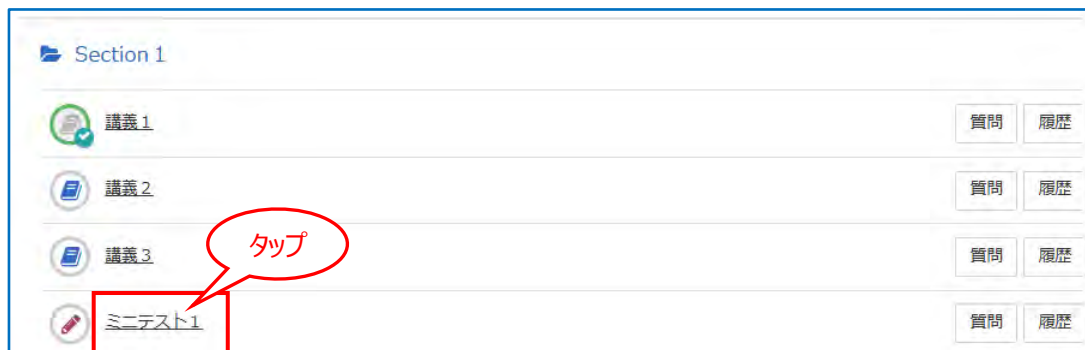 Section 1
講義1 質問 履歴
講義2 質問 履歴
講義3 タップ 質問 履歴
ミニテスト1 質問 履歴